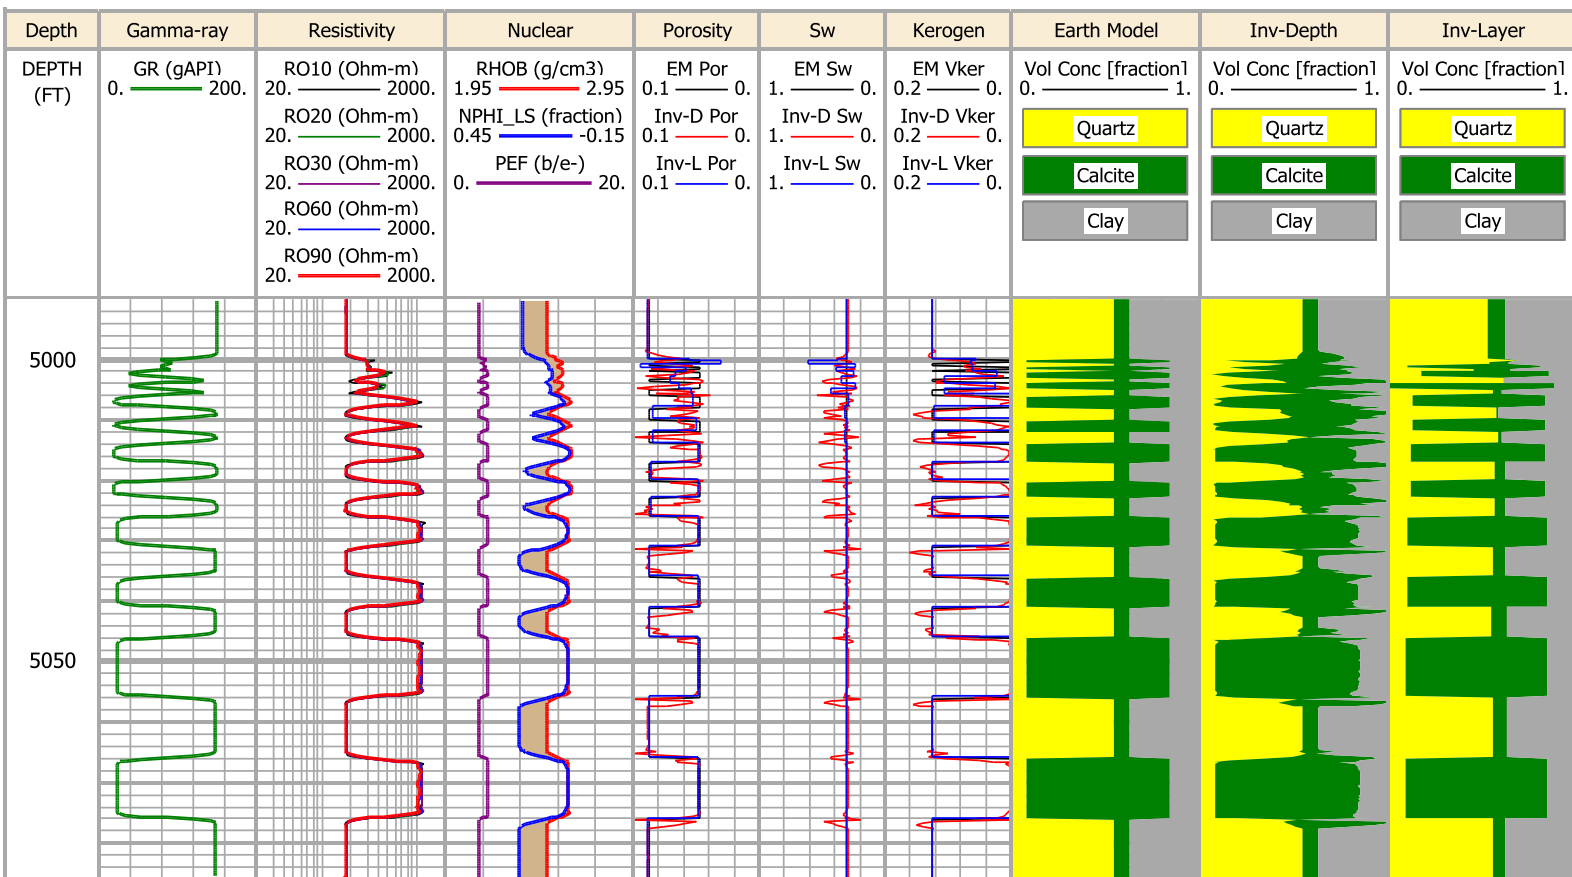 Depth Gamma-ray Resistivity Nuclear Porosity Sw Kerogen Earth Model Inv-Depth Inv-Layer
DEPTH
(FT)
GR (gAPI)
0. 200.
RO10 (Ohm-m)
20. 2000.
RO20 (Ohm-m)
20. 2000.
RO30 (Ohm-m)
20. 2000.
RO60 (Ohm-m)
20. 2000.
RO90 (Ohm-m)
20. 2000.
RHOB (g/cm3)
1.95 2.95
NPHI_LS (fraction)
0.45 -0.15
PEF (b/e-)
0. 20.
EM Por
0.1 0.
Inv-D Por
0.1 0.
Inv-L Por
0.1 0.
EM Sw
1. 0.
Inv-D Sw
1. 0.
Inv-L Sw
1. 0.
EM Vker
0.2 0.
Inv-D Vker
0.2 0.
Inv-L Vker
0.2 0.
Vol Conc [fraction]
0. 1.
Quartz
Calcite
Clay
Vol Conc [fraction]
0. 1.
Quartz
Calcite
Clay
Vol Conc [fraction]
0. 1.
Quartz
Calcite
Clay
5000
5050